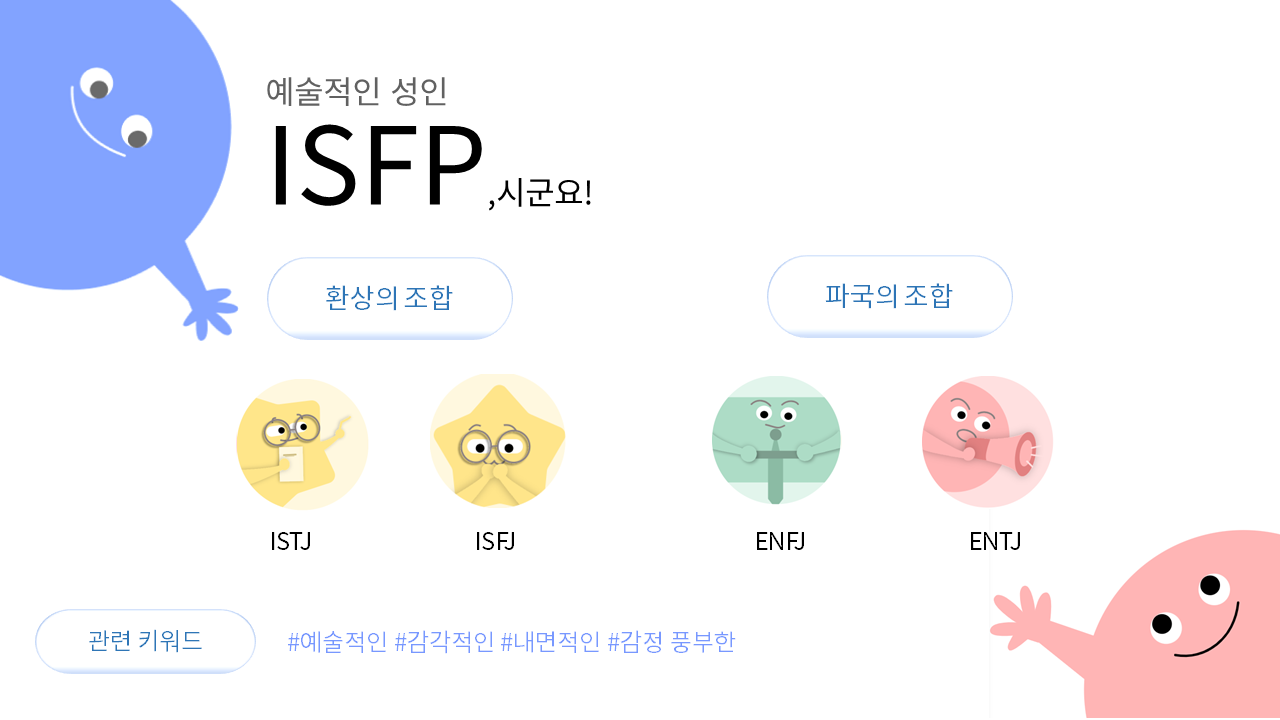 예술적인 성인
ISFP ,시군요!
환상의 조합
파국의 조합
ISTJ
ISFJ
ENFJ
ENTJ
관련 키워드
#예술적인 #감각적인 #내면적인 #감정 풍부한